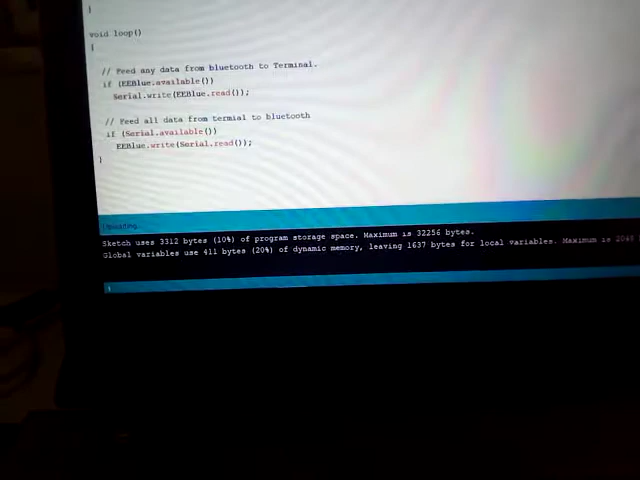 }
void loop()
{
// Feed any data from bluetooth to Terminal.
if (EEBlue.available())
Serial.write(EEBlue.read());
// Feed all data from termial to bluetooth
if (Serial.available())
EEBlue.write(Serial.read());
}
Uploading...
Sketch uses 3312 bytes (10%) of program storage space. Maximum is 32256 bytes.
Global variables use 411 bytes (20%) of dynamic memory, leaving 1637 bytes for local variables. Maximum is 2048